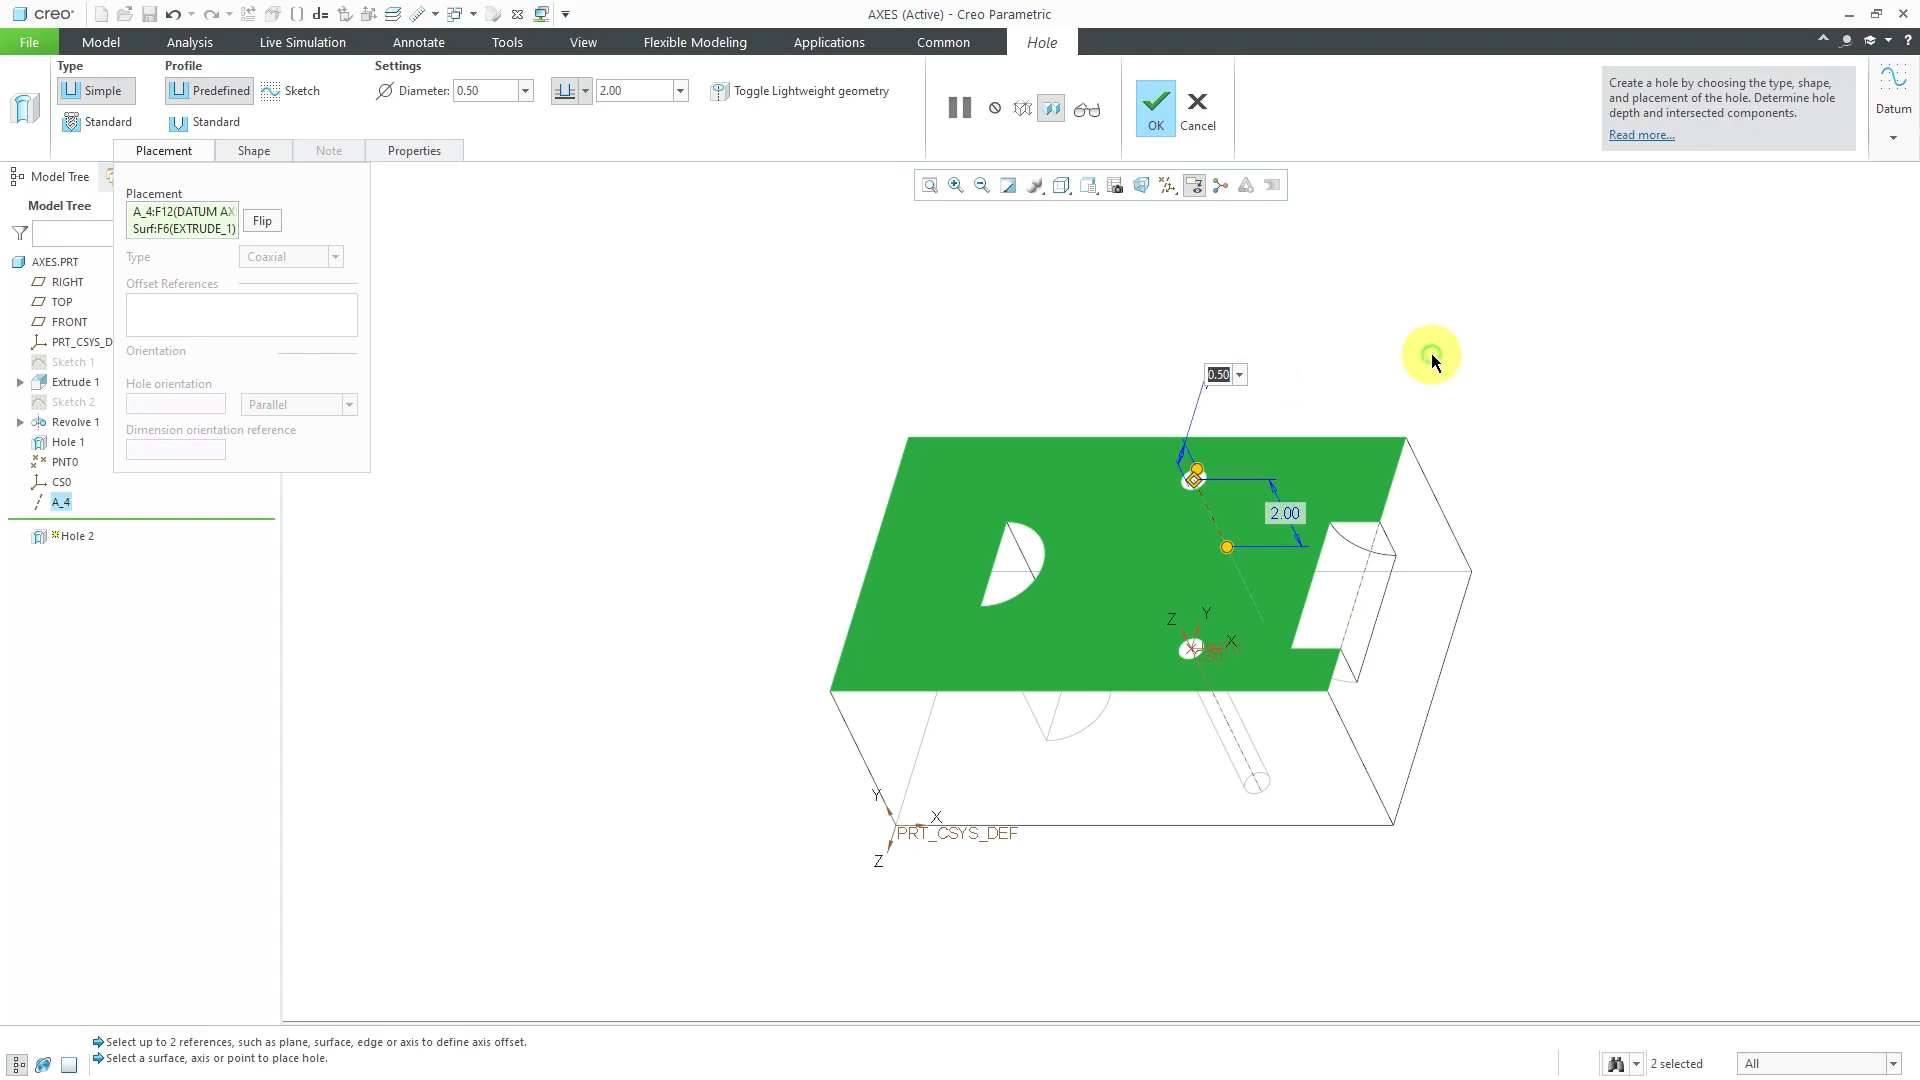 creo
AXES (Active) - Creo Parametric
File
Model
Analysis
Live Simulation
Annotate
Tools
View
Flexible Modeling
Applications
Common
Hole
Type
Profile
Settings
Simple
Predefined
Sketch
Diameter:
0.50
2.00
Toggle Lightweight geometry
Standard
Standard
OK
Cancel
Create a hole by choosing the type, shape,
and placement of the hole. Determine hole
depth and intersected components.
Read more...
Datum
Placement
Shape
Note
Properties
Model Tree
Model Tree
AXES.PRT
RIGHT
TOP
FRONT
PRT_CSYS_D
Sketch 1
Extrude 1
Sketch 2
Revolve 1
Hole 1
PNT0
CS0
A_4
Hole 2
Placement
A_4:F12(DATUM AX
Surf:F6(EXTRUDE_1)
Flip
Type
Coaxial
Offset References
Orientation
Hole orientation
Parallel
Dimension orientation reference
0.50
2.00
Z
Y
X
Y
X
PRT_CSYS_DEF
Z
Select up to 2 references, such as plane, surface, edge or axis to define axis offset.
Select a surface, axis or point to place hole.
2 selected
All